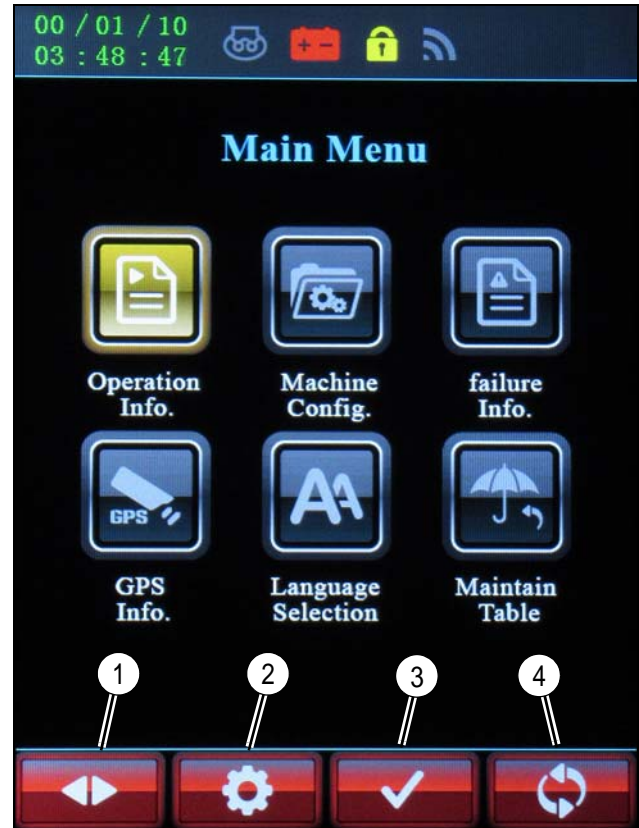 00 / 01 / 10
03 : 48 : 47
Main Menu
Operation
Info.
Machine
Config.
failure
Info.
GPS
GPS
Info.
Language
Selection
Maintain
Table
1
2
3
4